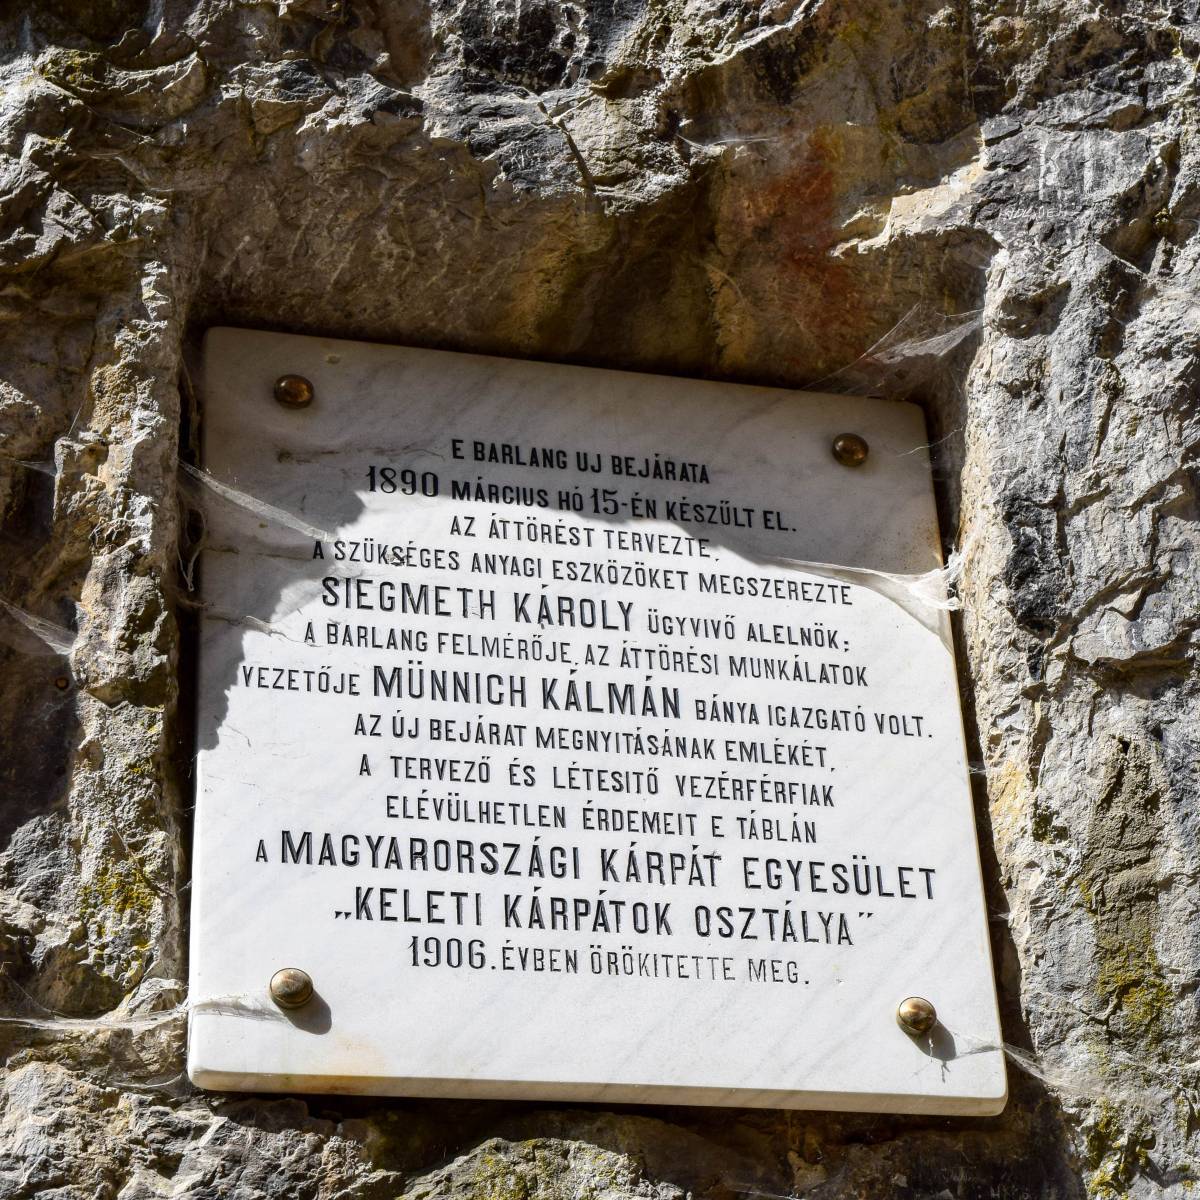 E BARLANG UJ BEJÁRATA
1890 MÁRCIUS HÓ 15-ÉN KÉSZÜLT EL.
AZ ÁTTÖRÉST TERVEZTE,
A SZÜKSÉGES ANYAGI ESZKÖZÖKET MEGSZEREZTE
SIEGMETH KÁROLY ÜGYVIVŐ ALELNÖK;
A BARLANG FELMÉRŐJE, AZ ÁTTÖRÉSI MUNKÁLATOK
VEZETŐJE MÜNNICH KÁLMÁN BÁNYA IGAZGATÓ VOLT.
AZ ÚJ BEJÁRAT MEGNYITÁSÁNAK EMLÉKÉT,
A TERVEZŐ ÉS LÉTESITŐ VEZÉRFÉRFIAK
ELÉVÜLHETLEN ÉRDEMEIT E TÁBLÁN
A MAGYARORSZÁGI KÁRPÁT EGYESÜLET
„KELETI KÁRPÁTOK OSZTÁLYA"
1906. ÉVBEN ÖRÖKITETTE MEG.